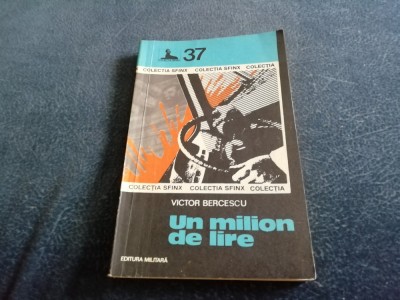 37
COLECȚIA SFINX COLECȚIA SFINX COLECȚIA
COLECȚIA SFINX COLECȚIA SFINX COLECȚIA
VICTOR BERCESCU
Un milion
de lire
EDITURA MILITARĂ